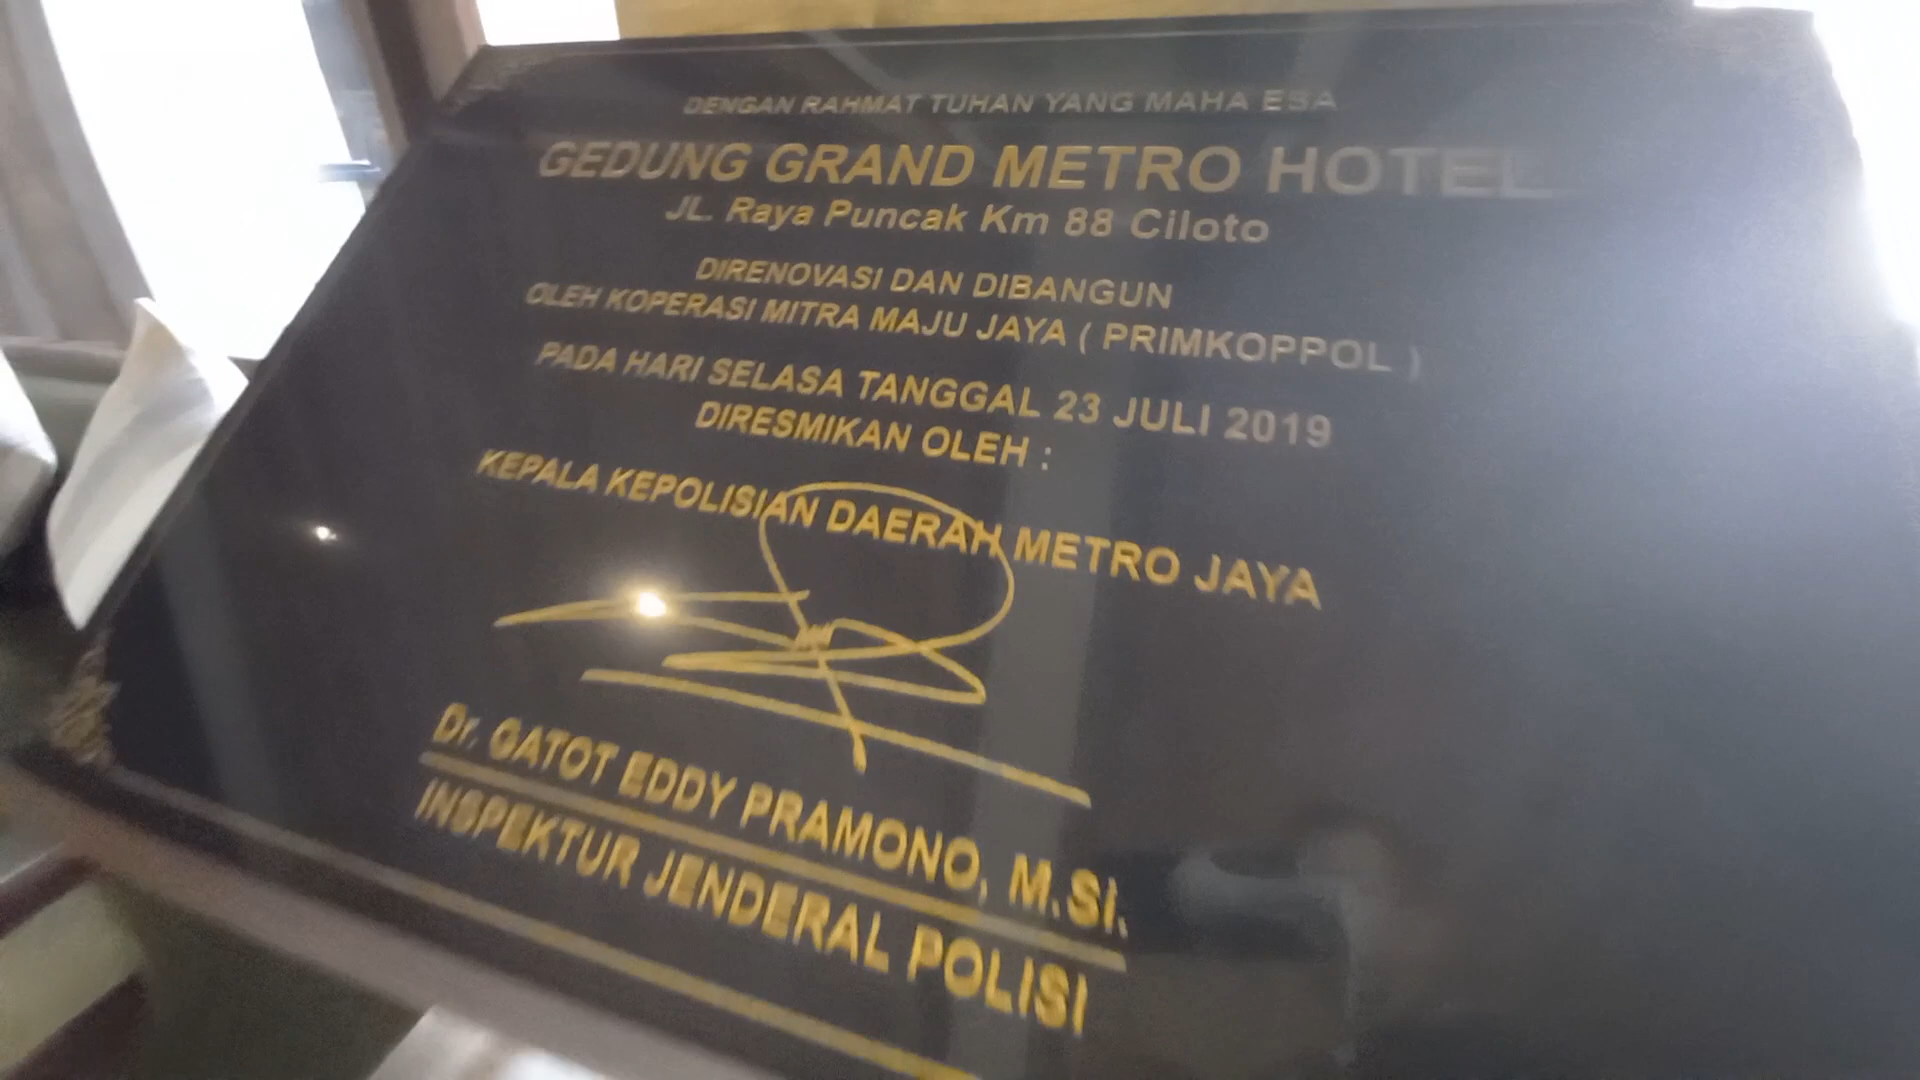 DENGAN RAHMAT TUHAN YANG MAHA ESA
GEDUNG GRAND METRO HOTEL
JL. Raya Puncak Km 88 Ciloto
DIRENOVASI DAN DIBANGUN
OLEH KOPERASI MITRA MAJU JAYA ( PRIMKOPPOL )
PADA HARI SELASA TANGGAL 23 JULI 2019
DIRESMIKAN OLEH :
KEPALA KEPOLISIAN DAERAH METRO JAYA
Dr. GATOT EDDY PRAMONO, M.Si.
INSPEKTUR JENDERAL POLISI